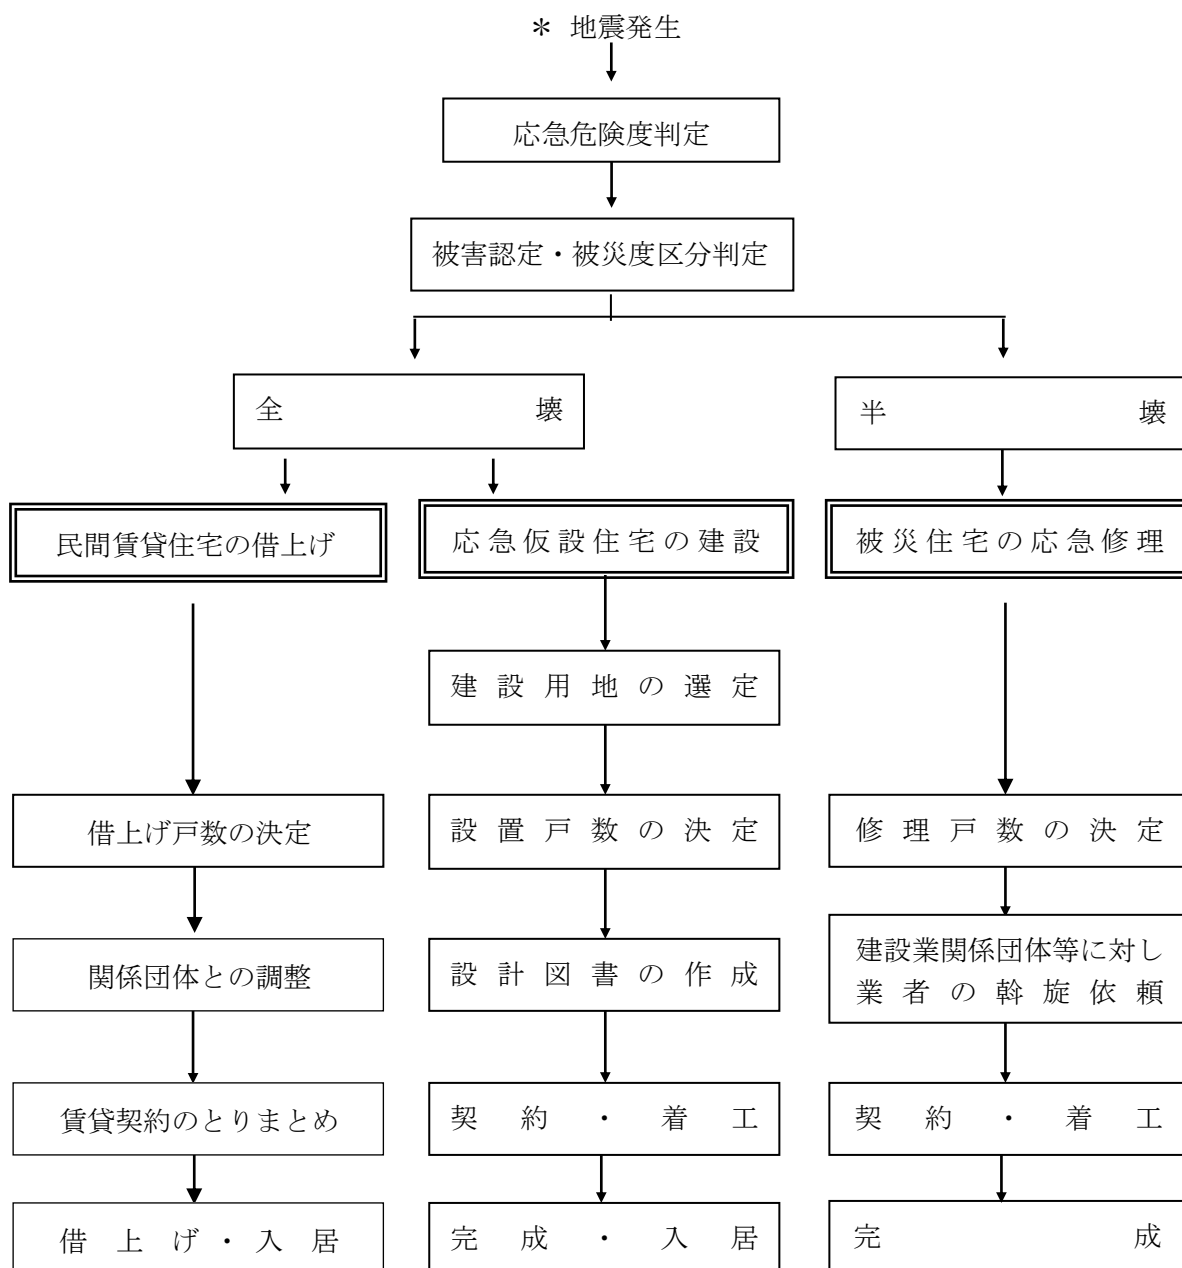 ＊ 地震発生
応急危険度判定
被害認定・被災度区分判定
全壊
半壊
民間賃貸住宅の借上げ
応急仮設住宅の建設
被災住宅の応急修理
建設用地の選定
借上げ戸数の決定
設置戸数の決定
修理戸数の決定
関係団体との調整
設計図書の作成
建設業関係団体等に対し
業者の斡旋依頼
賃貸契約のとりまとめ
契約・着工
契約・着工
借上げ・入居
完成・入居
完成